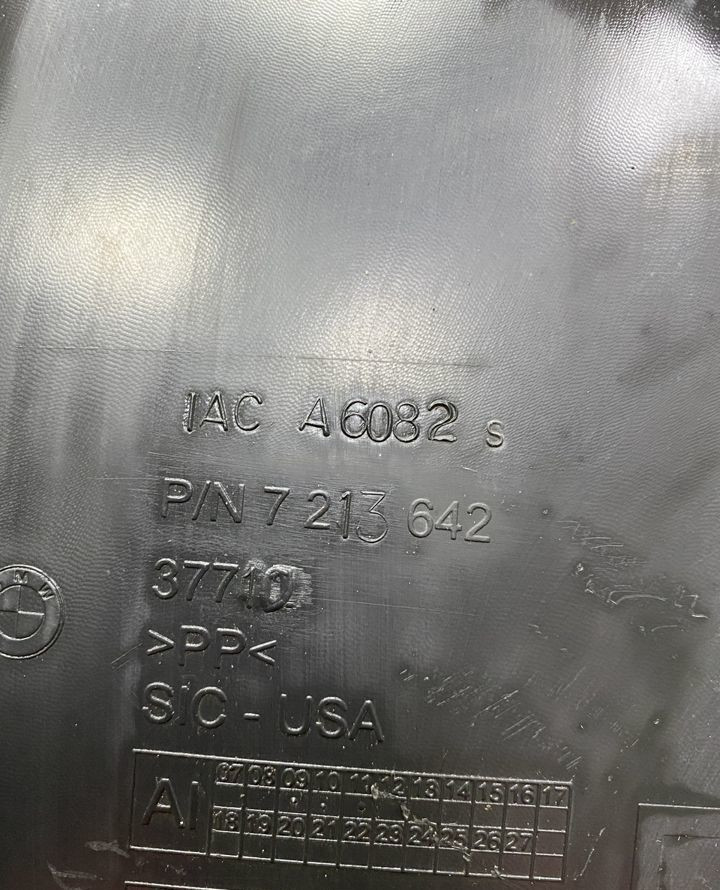 IAC A6082 S
P/N 7 213 642
BMW
>PP<
SIC - USA
AI
07 08 09 10 11 12 13 14 15 16 17
18 19 20 21 22 23 24 25 26 27